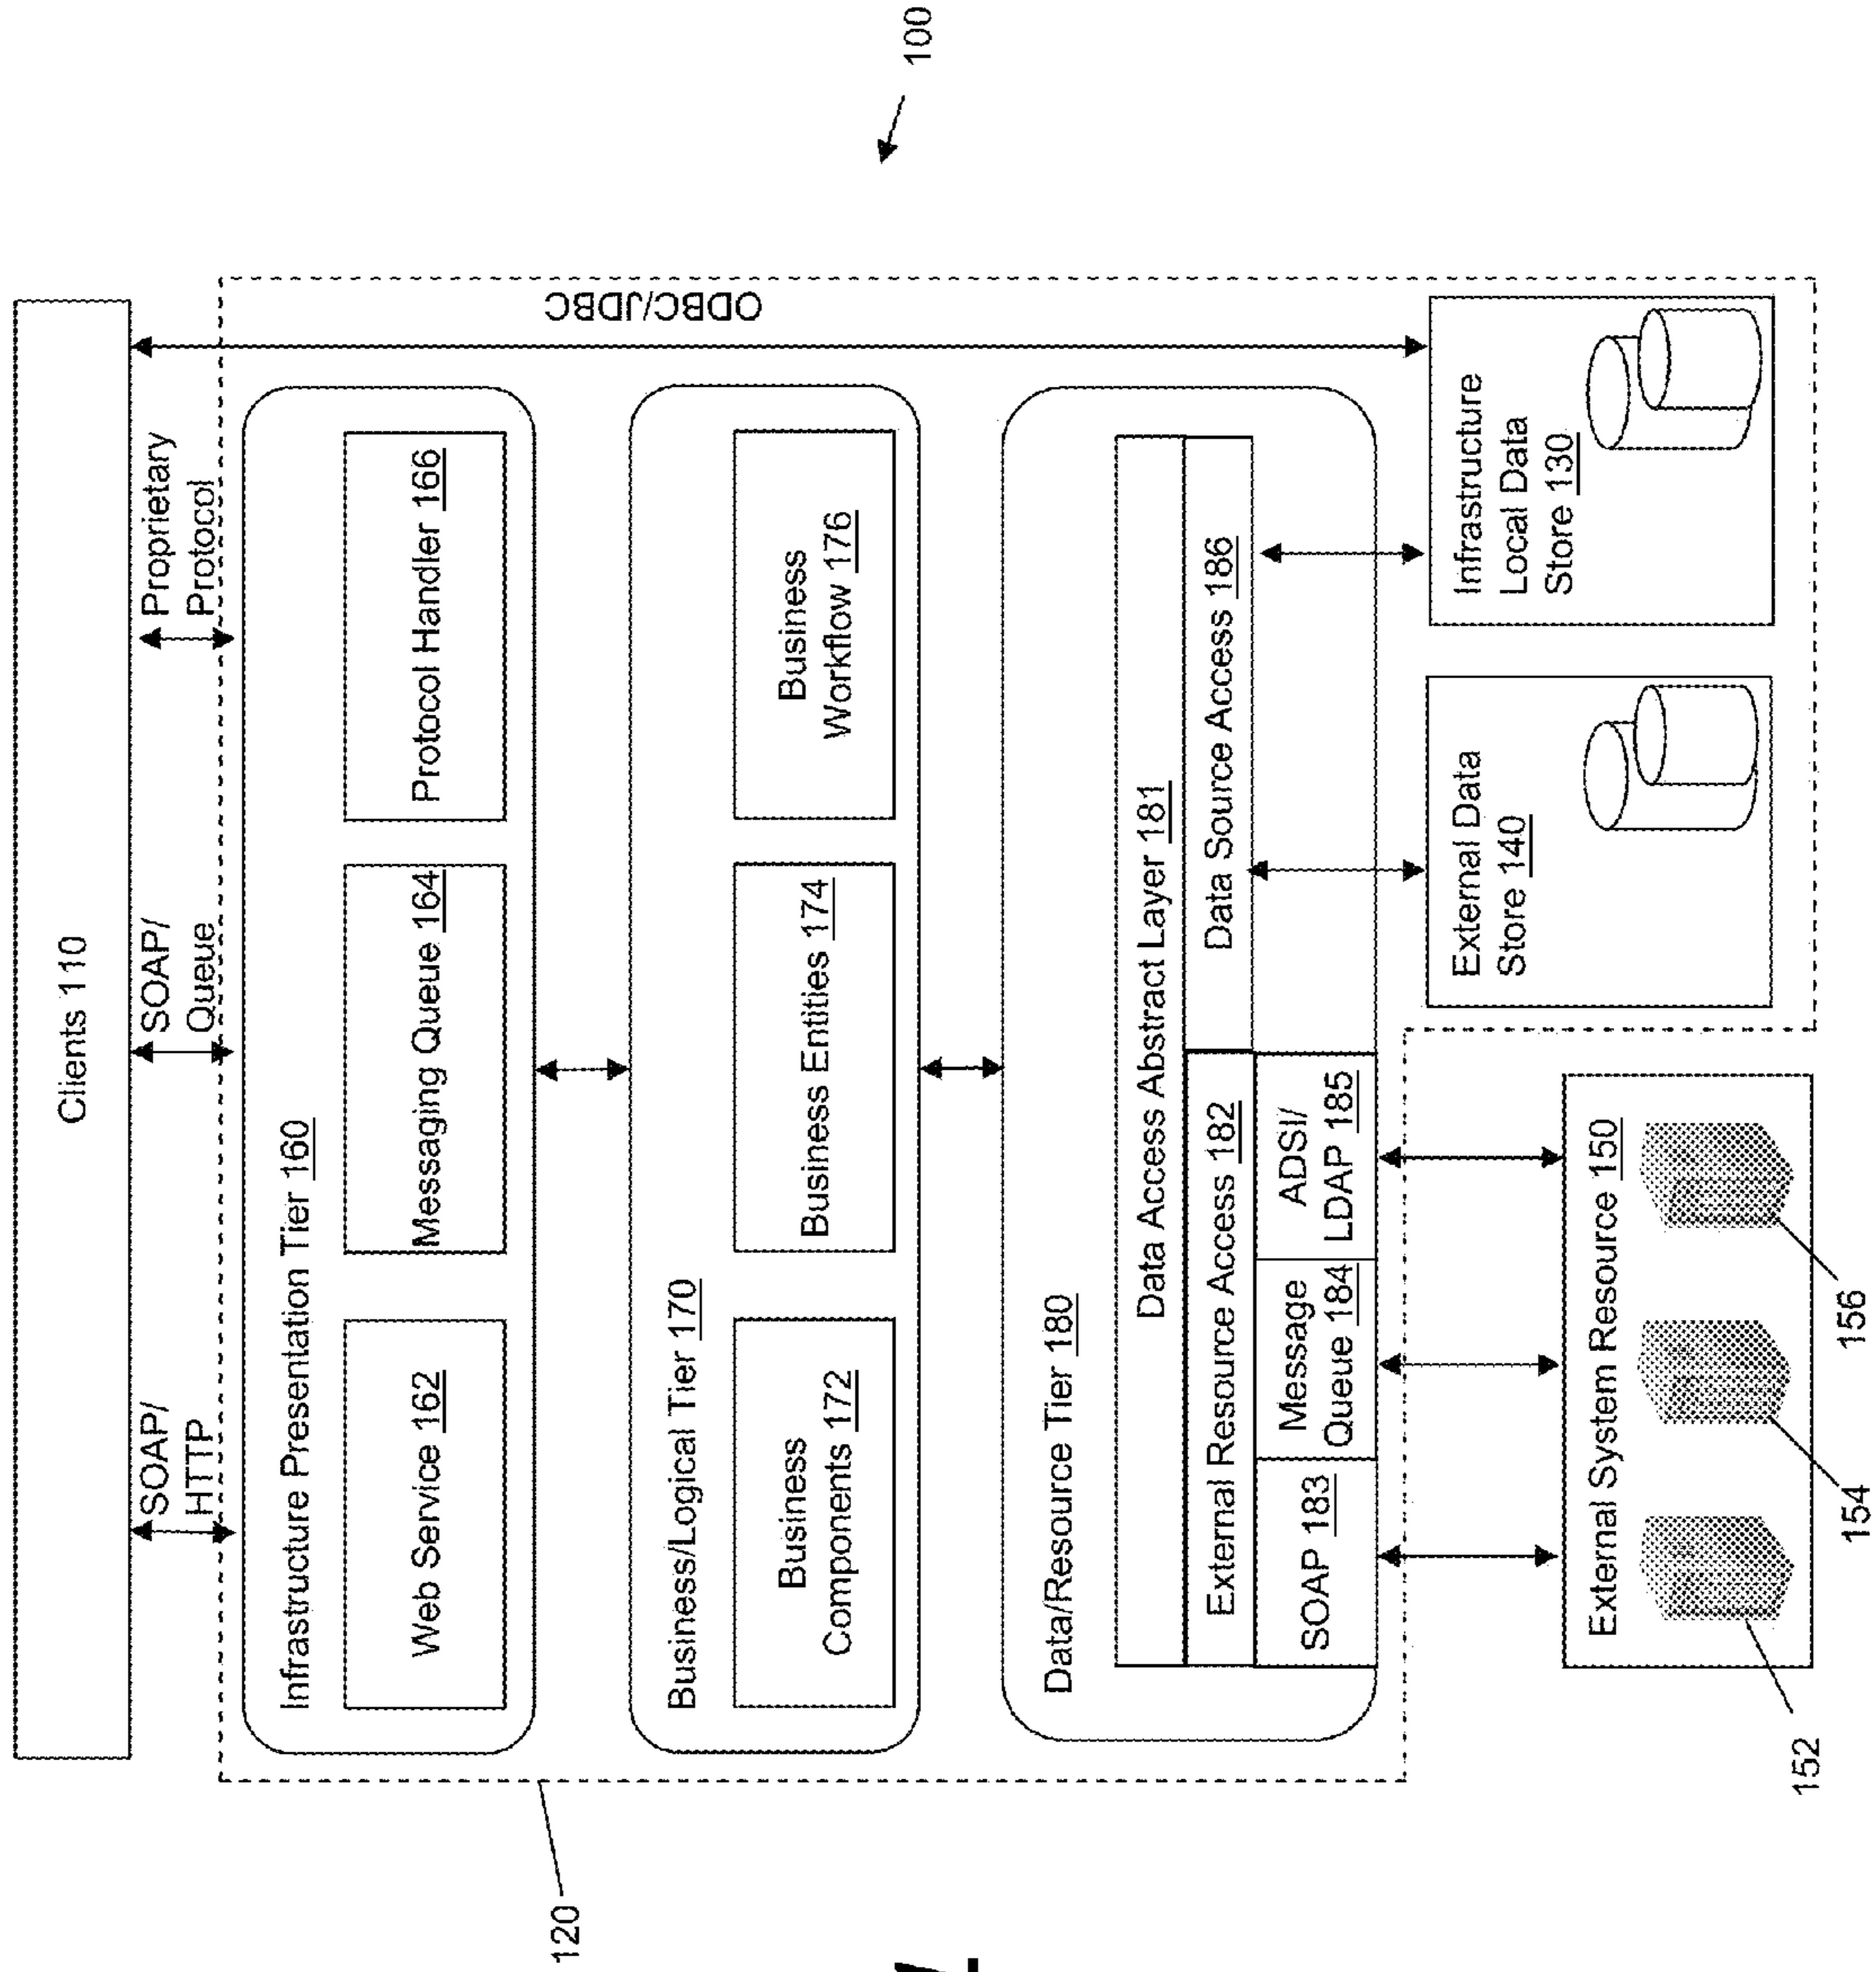 Clients 110
SOAP/
HTTP
SOAP/
Queue
Proprietary
Protocol
ODBC/JDBC
Infrastructure Presentation Tier 160
Web Service 162
Messaging Queue 164
Protocol Handler 166
Business/Logical Tier 170
Business
Components 172
Business Entities 174
Business
Workflow 176
Data/Resource Tier 180
Data Access Abstract Layer 181
External Resource Access 182
Data Source Access 186
SOAP 183
Message
Queue 184
ADSI/
LDAP 185
External System Resource 150
External Data
Store 140
Infrastructure
Local Data
Store 130
152
154
156
120
100